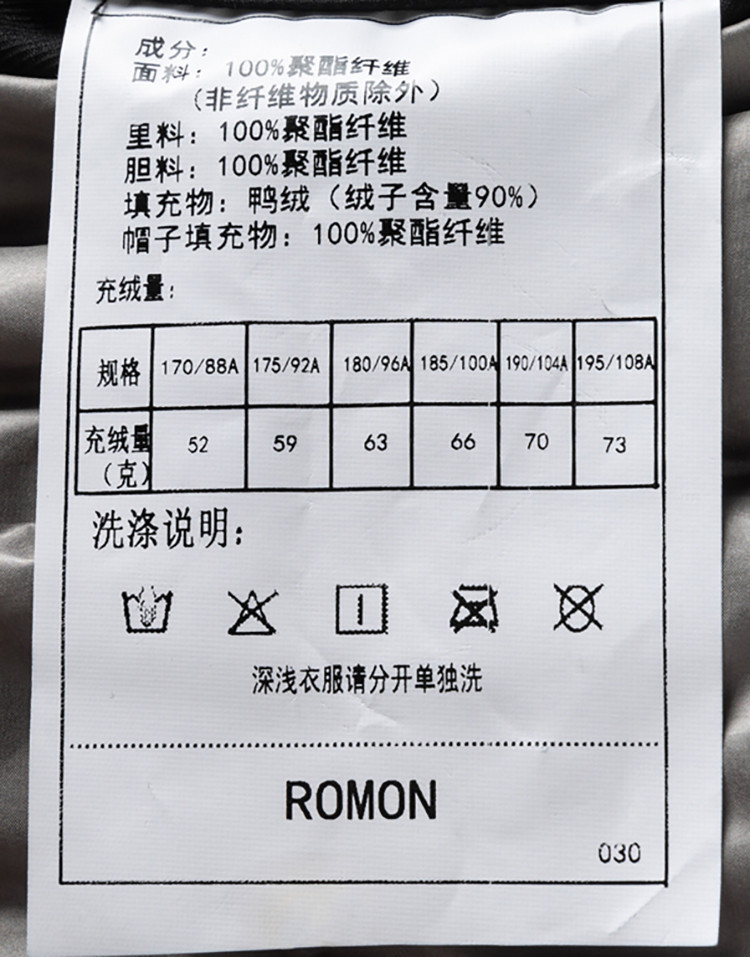 成分:
面料: 100%聚酯纤维
(非纤维物质除外)
里料: 100%聚酯纤维
胆料: 100%聚酯纤维
填充物: 鸭绒 (绒子含量90%)
帽子填充物: 100%聚酯纤维
充绒量:
规格 170/88A 175/92A 180/96A 185/100A 190/104A 195/108A
充绒量(克) 52 59 63 66 70 73
洗涤说明:
深浅衣服请分开单独洗
ROMON
030